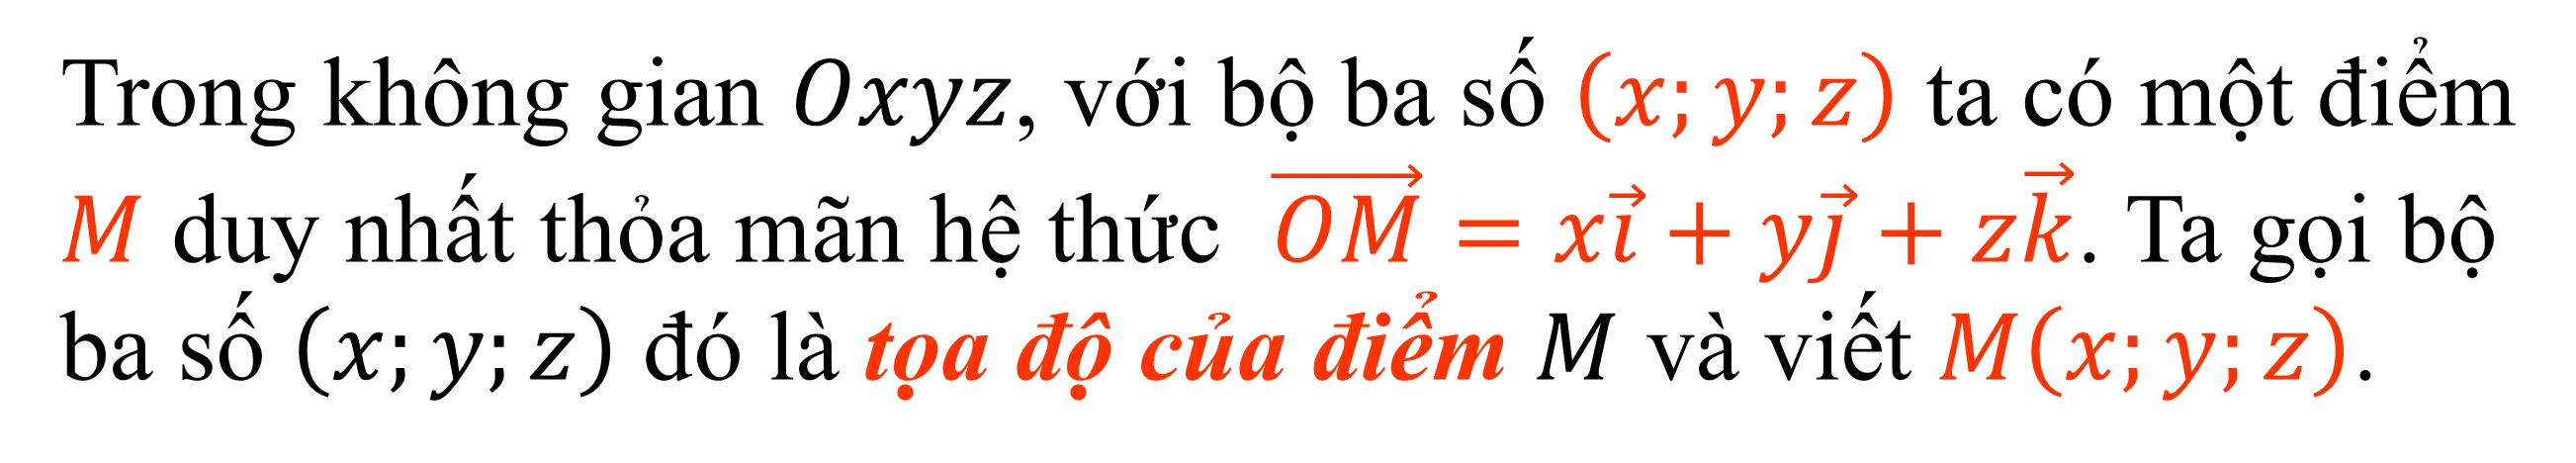 Trong không gian Oxyz, với bộ ba số (x; y; z) ta có một điểm
M duy nhất thỏa mãn hệ thức $\overrightarrow{OM} = x\vec{i} + y\vec{j} + z\vec{k}$. Ta gọi bộ
ba số (x; y; z) đó là tọa độ của điểm M và viết M(x; y; z).